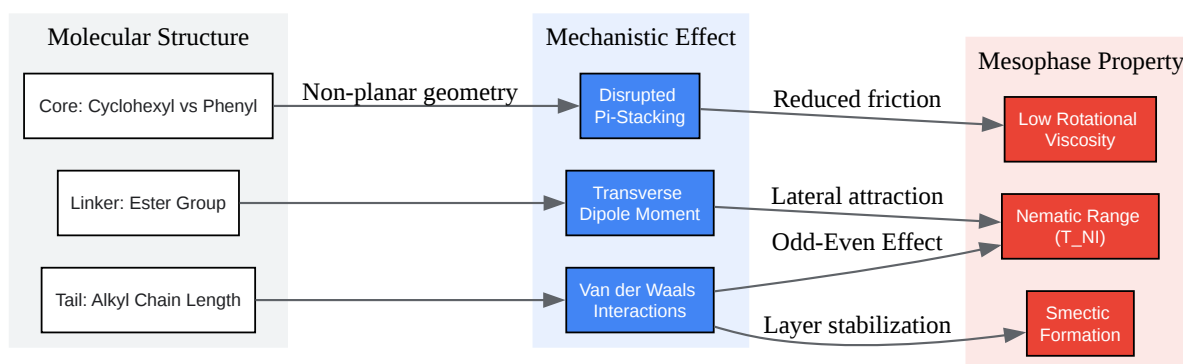 Molecular Structure
Core: Cyclohexyl vs Phenyl
Linker: Ester Group
Tail: Alkyl Chain Length
Non-planar geometry
Mechanistic Effect
Disrupted
Pi-Stacking
Transverse
Dipole Moment
Van der Waals
Interactions
Reduced friction
Lateral attraction
Odd-Even Effect
Layer stabilization
Mesophase Property
Low Rotational
Viscosity
Nematic Range
(T_NI)
Smectic
Formation